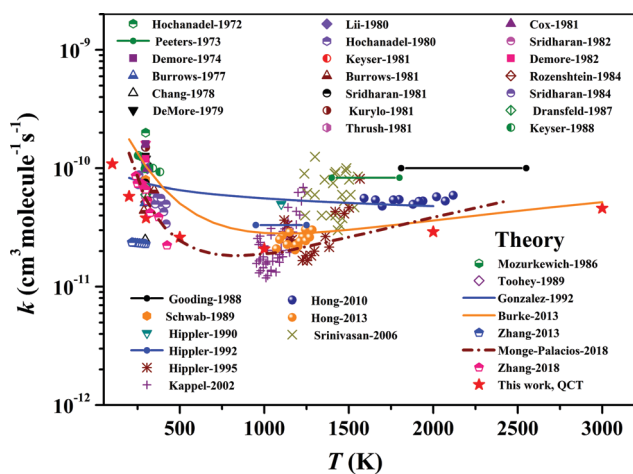 10^-9
Hochanadel-1972
Peeters-1973
Demore-1974
Burrows-1977
Chang-1978
DeMore-1979
Lii-1980
Hochanadel-1980
Keyser-1981
Burrows-1981
Sridharan-1981
Kurylo-1981
Thrush-1981
Cox-1981
Sridharan-1982
Demore-1982
Rozenshtein-1984
Sridharan-1984
Dransfeld-1987
Keyser-1988
10^-10
k (cm^3 molecule^-1 s^-1)
10^-11
Gooding-1988
Schwab-1989
Hippler-1990
Hippler-1992
Hippler-1995
Kappel-2002
Hong-2010
Hong-2013
Srinivasan-2006
Theory
Mozurkewich-1986
Toohey-1989
Gonzalez-1992
Burke-2013
Zhang-2013
Monge-Palacios-2018
Zhang-2018
This work, QCT
10^-12
500 1000 1500 2000 2500 3000
T (K)